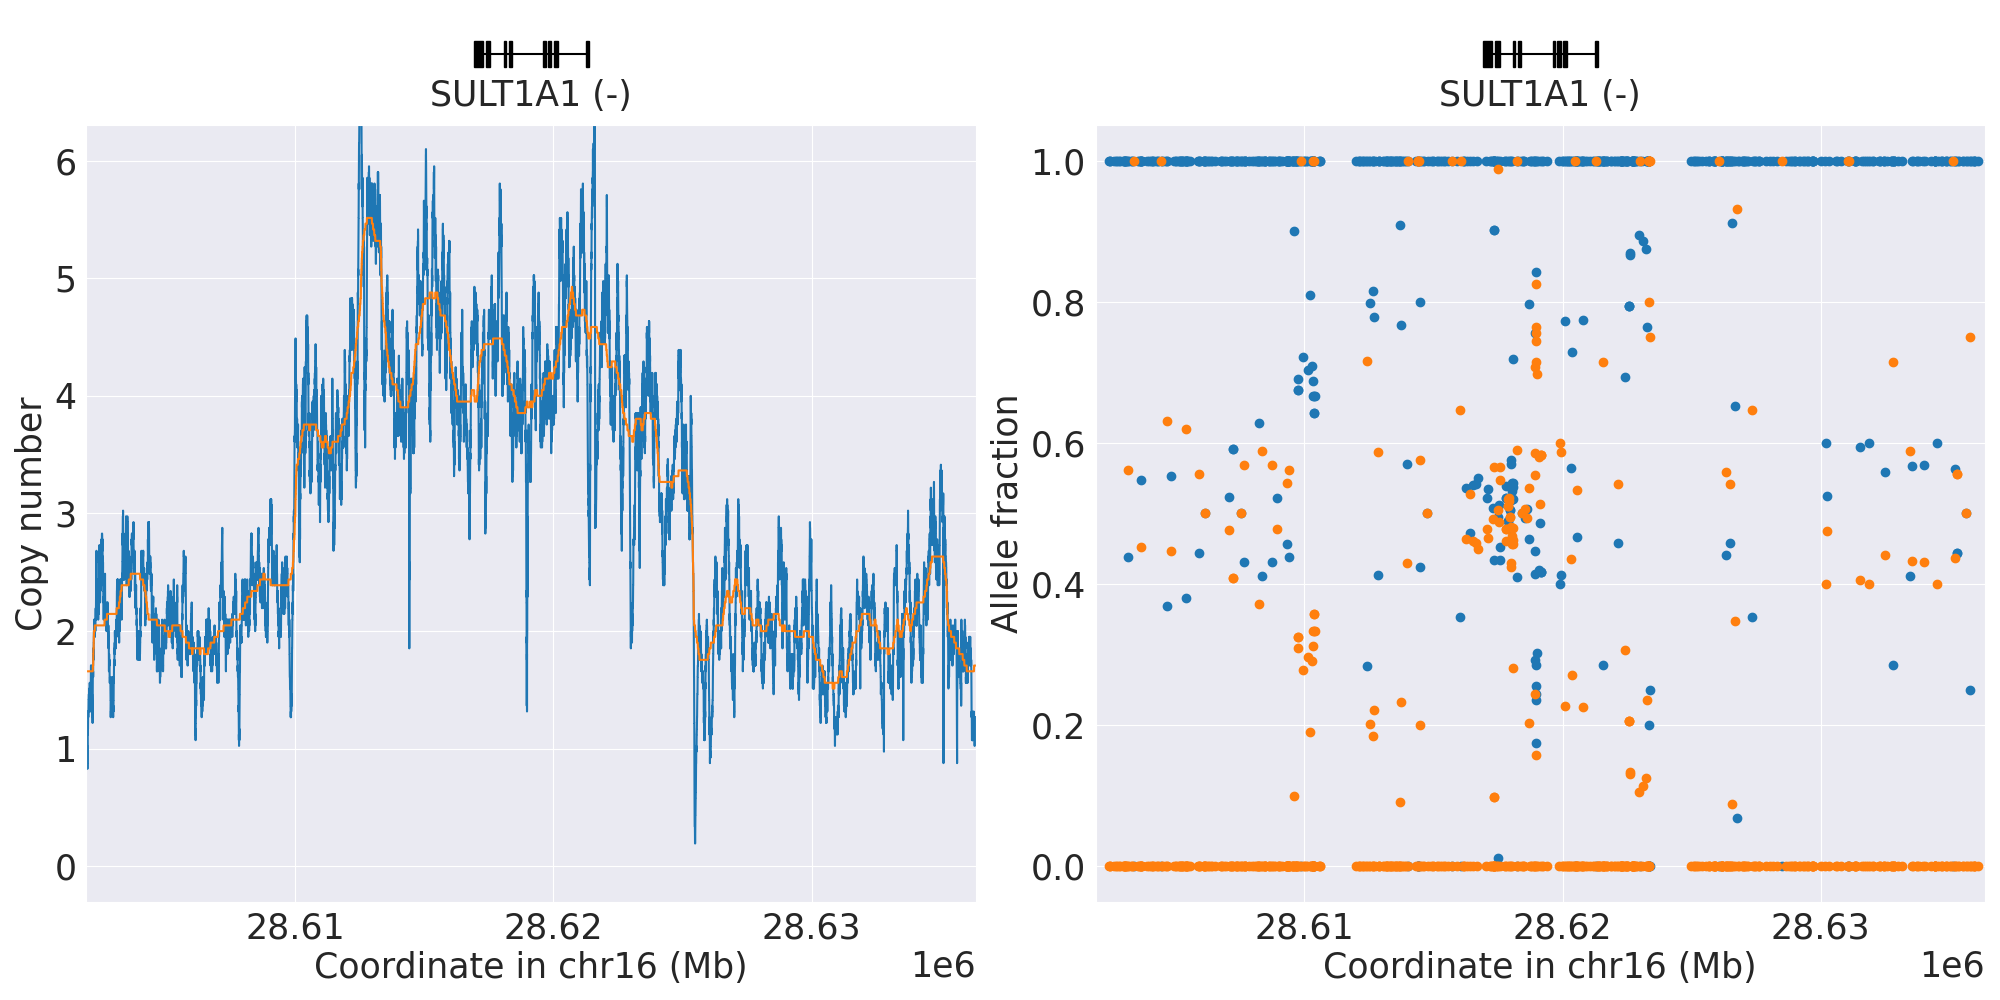 SULT1A1 (-)
Copy number
6
5
4
3
2
1
0
28.61
28.62
28.63
Coordinate in chr16 (Mb)
1e6
SULT1A1 (-)
Allele fraction
1.0
0.8
0.6
0.4
0.2
0.0
28.61
28.62
28.63
Coordinate in chr16 (Mb)
1e6